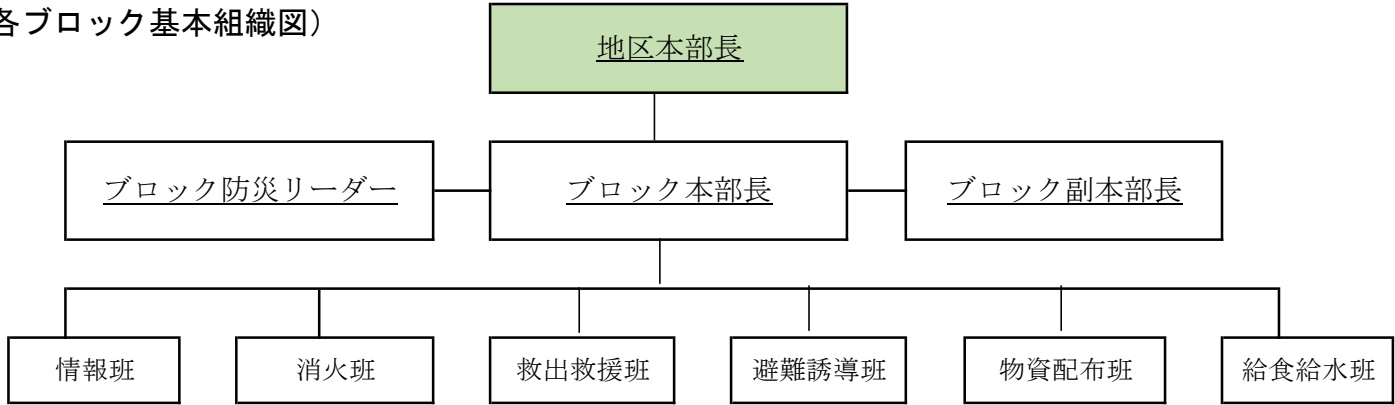 各ブロック基本組織図）
地区本部長
ブロック防災リーダー
ブロック本部長
ブロック副本部長
情報班
消火班
救出救援班
避難誘導班
物資配布班
給食給水班